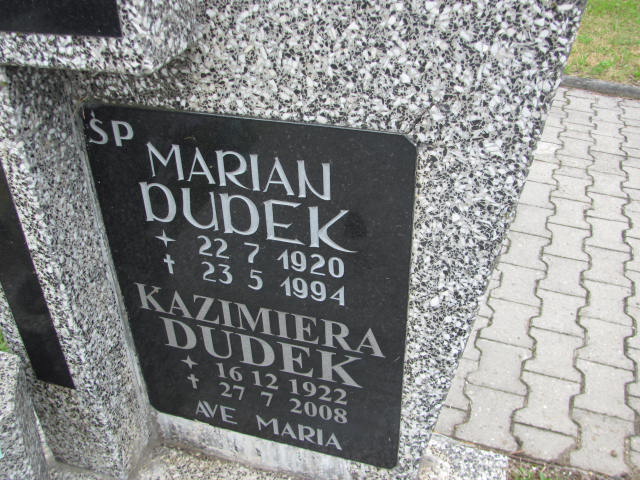 ŚP
MARIAN
DUDEK
22 7 1920
† 23 5 1994
KAZIMIERA
DUDEK
16 12 1922
† 27 7 2008
AVE MARIA